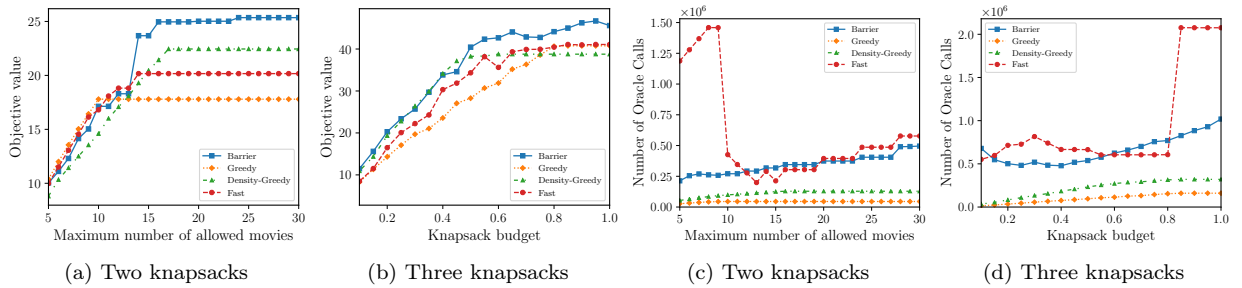 Objective value
25
20
15
10
5 10 15 20 25 30
Maximum number of allowed movies
Barrier
Greedy
Density-Greedy
Fast
(a) Two knapsacks
Objective value
40
30
20
10
0.2 0.4 0.6 0.8 1.0
Knapsack budget
Barrier
Greedy
Density-Greedy
Fast
(b) Three knapsacks
Number of Oracle Calls
×10⁶
1.50
1.25
1.00
0.75
0.50
0.25
0.00
5 10 15 20 25 30
Maximum number of allowed movies
Barrier
Greedy
Density-Greedy
Fast
(c) Two knapsacks
Number of Oracle Calls
×10⁶
2.0
1.5
1.0
0.5
0.0
0.2 0.4 0.6 0.8 1.0
Knapsack budget
Barrier
Greedy
Density-Greedy
Fast
(d) Three knapsacks